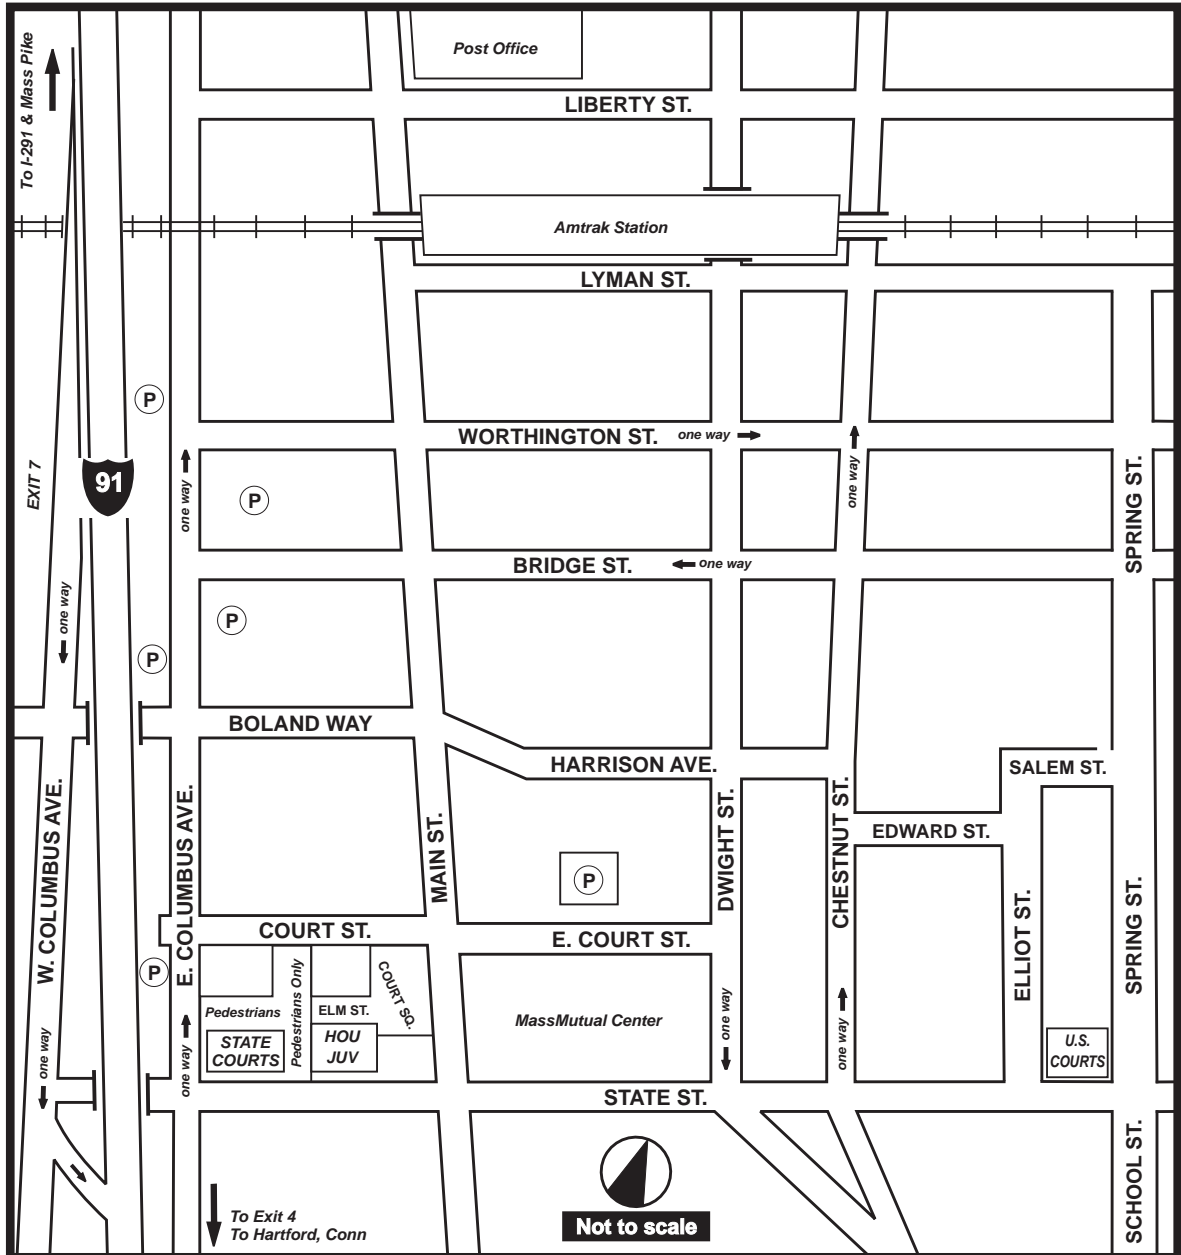 Post Office
To I-291 & Mass Pike
LIBERTY ST.
Amtrak Station
LYMAN ST.
P
WORTHINGTON ST.
one way
EXIT 7
91
one way
P
one way
SPRING ST.
BRIDGE ST.
one way
one way
P
P
BOLAND WAY
HARRISON AVE.
SALEM ST.
W. COLUMBUS AVE.
E. COLUMBUS AVE.
MAIN ST.
P
DWIGHT ST.
CHESTNUT ST.
EDWARD ST.
COURT ST.
E. COURT ST.
ELLIOT ST.
SPRING ST.
P
Pedestrians
Pedestrians Only
ELM ST.
COURT SQ.
STATE
COURTS
HOU
JUV
MassMutual Center
one way
one way
one way
one way
U.S.
COURTS
STATE ST.
SCHOOL ST.
To Exit 4
To Hartford, Conn
Not to scale